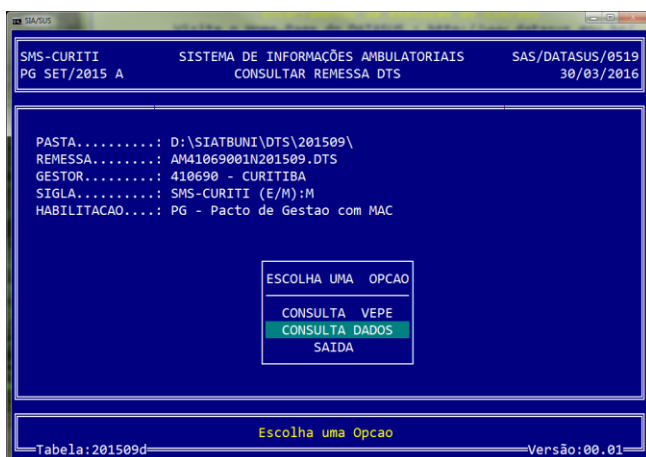 SIA/SUS
SMS-CURITI SISTEMA DE INFORMAÇÕES AMBULATORIAIS SAS/DATASUS/0519
PG SET/2015 A CONSULTAR REMESSA DTS 30/03/2016
PASTA..........: D:\SIATBUNI\DTS\201509\
REMESSA........: AM41069001N201509.DTS
GESTOR.........: 410690 - CURITIBA
SIGLA..........: SMS-CURITI (E/M):M
HABILITACAO....: PG - Pacto de Gestao com MAC
ESCOLHA UMA OPCAO
CONSULTA VEPE
CONSULTA DADOS
SAIDA
Escolha uma Opcao
Tabela:201509d Versão:00.01